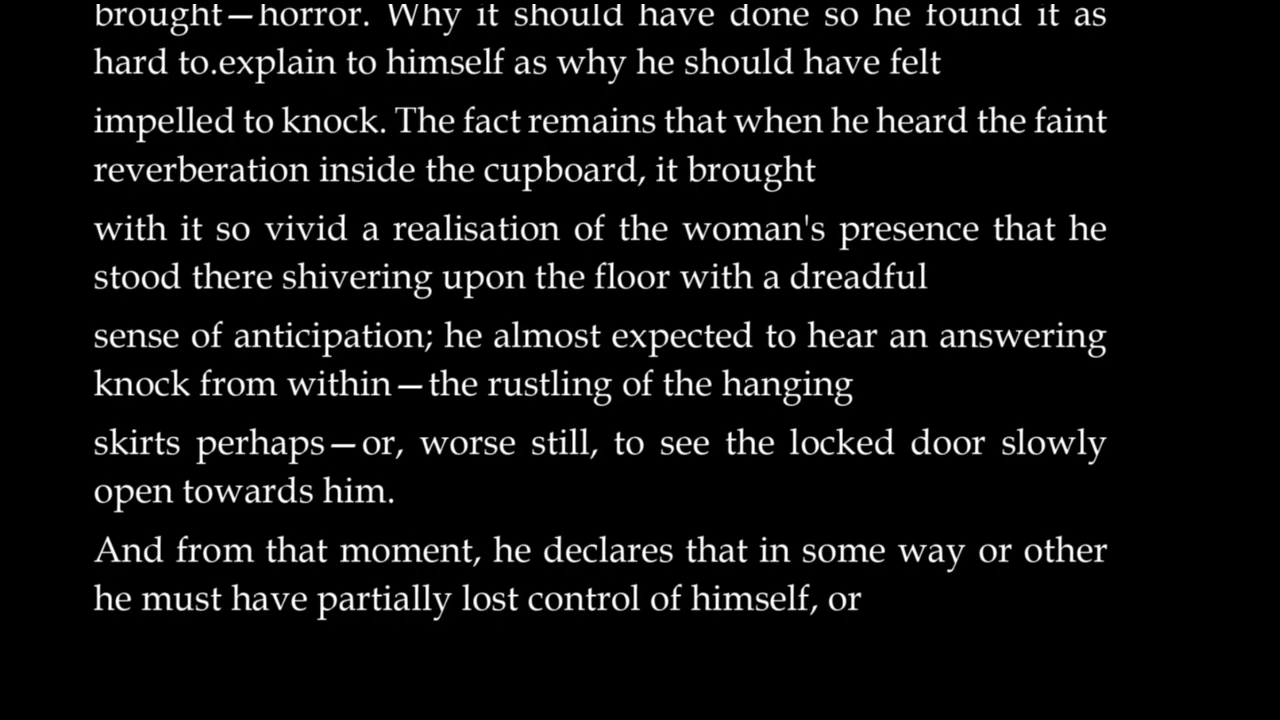 brought—horror. Why it should have done so he found it as
hard to.explain to himself as why he should have felt
impelled to knock. The fact remains that when he heard the faint
reverberation inside the cupboard, it brought
with it so vivid a realisation of the woman's presence that he
stood there shivering upon the floor with a dreadful
sense of anticipation; he almost expected to hear an answering
knock from within—the rustling of the hanging
skirts perhaps—or, worse still, to see the locked door slowly
open towards him.
And from that moment, he declares that in some way or other
he must have partially lost control of himself, or